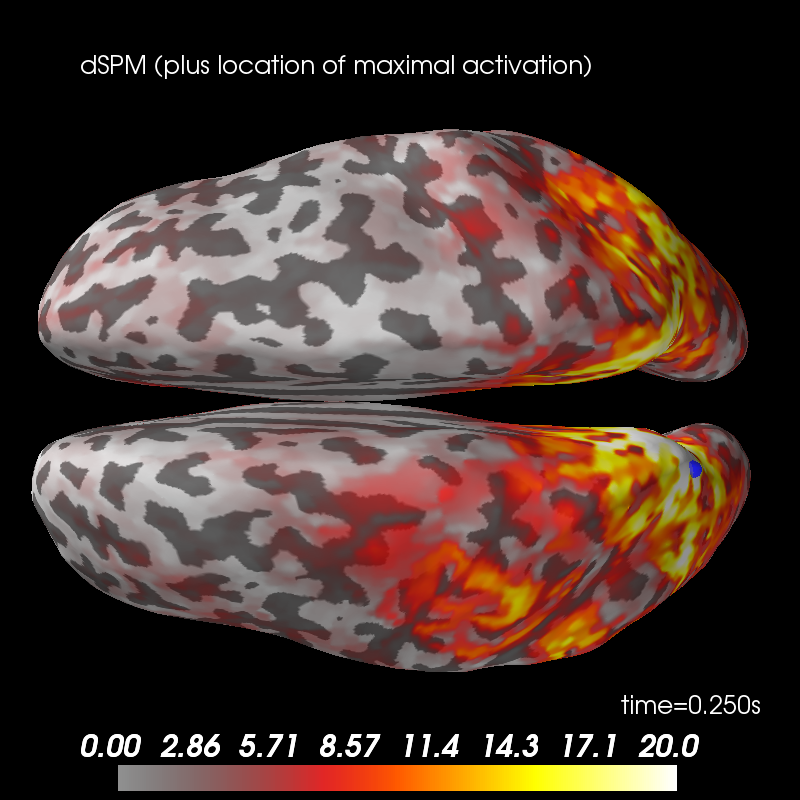 dSPM (plus location of maximal activation)
time=0.250s
0.00 2.86 5.71 8.57 11.4 14.3 17.1 20.0